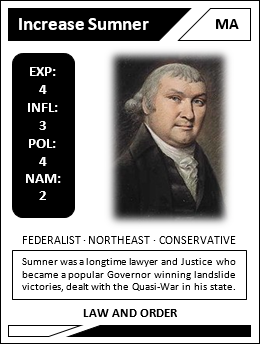 Increase Sumner MA
EXP:
4
INFL:
3
POL:
4
NAM:
2
FEDERALIST · NORTHEAST · CONSERVATIVE
Sumner was a longtime lawyer and Justice who
became a popular Governor winning landslide
victories, dealt with the Quasi-War in his state.
LAW AND ORDER